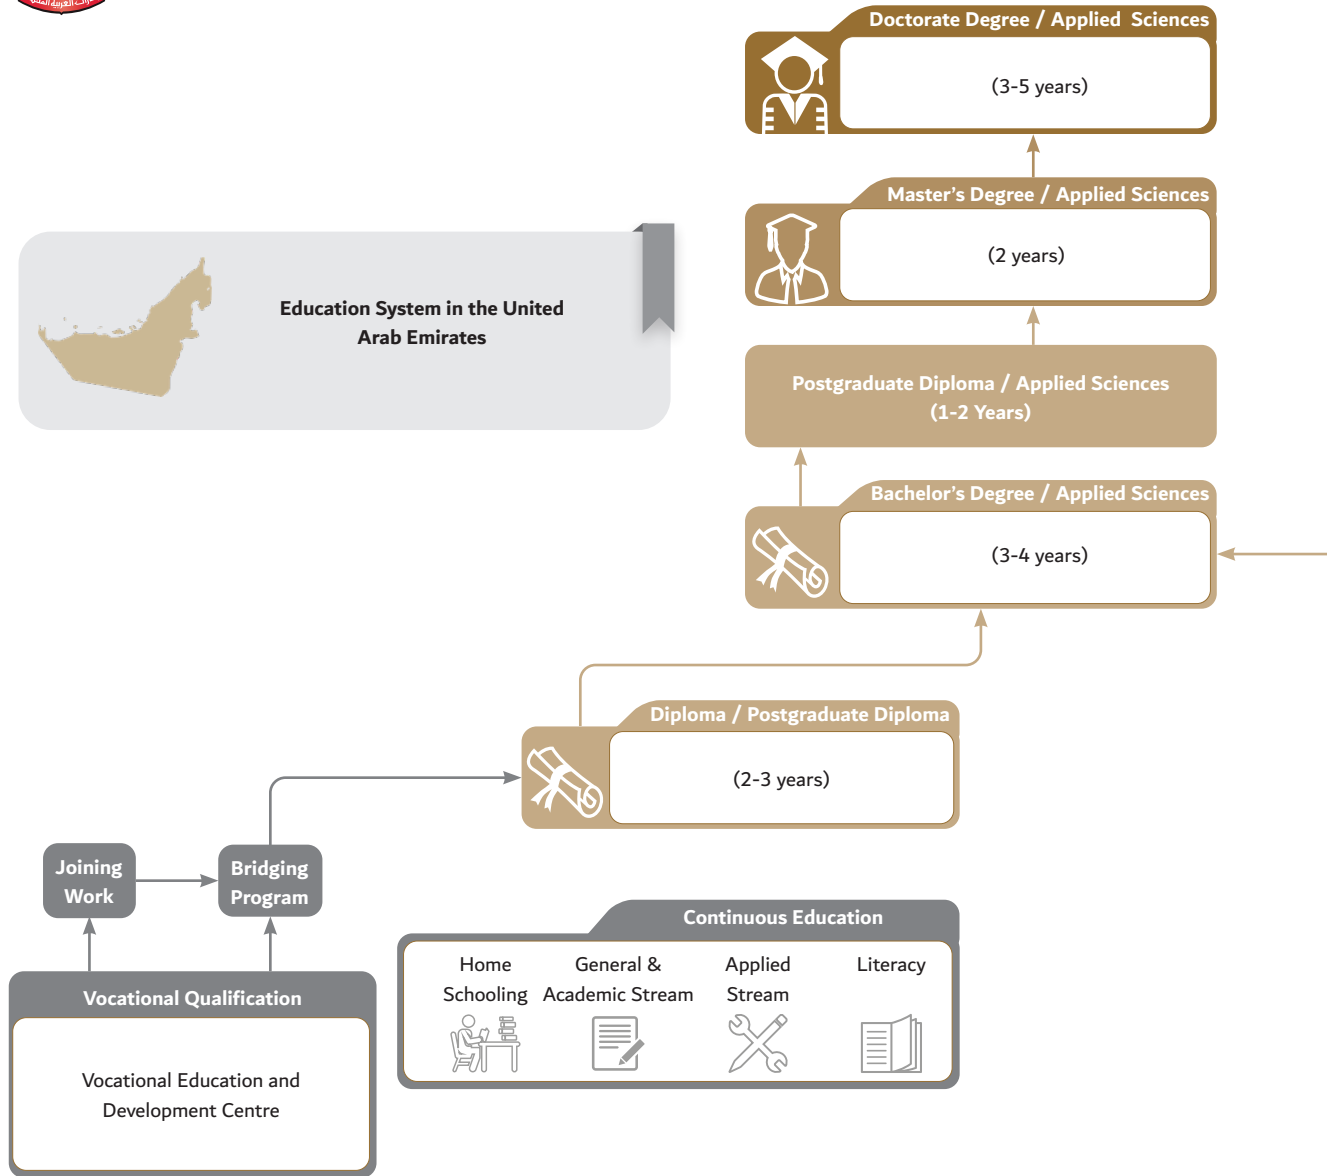 Doctorate Degree / Applied Sciences
(3-5 years)
Master's Degree / Applied Sciences
(2 years)
Education System in the United
Arab Emirates
Postgraduate Diploma / Applied Sciences
(1-2 Years)
Bachelor's Degree / Applied Sciences
(3-4 years)
Diploma / Postgraduate Diploma
(2-3 years)
Joining
Work
Bridging
Program
Continuous Education
Home
Schooling
General &
Academic Stream
Applied
Stream
Literacy
Vocational Qualification
Vocational Education and
Development Centre